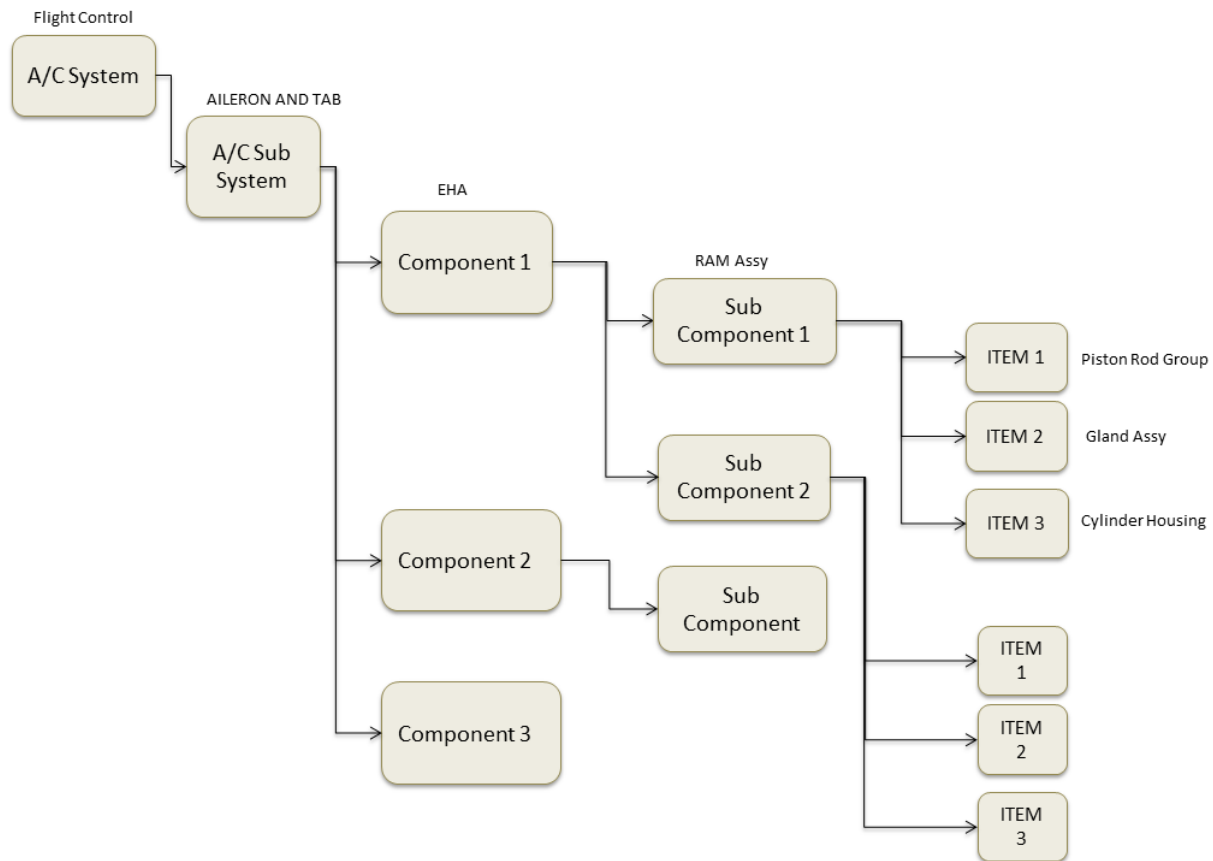 Flight Control
A/C System
AILERON AND TAB
A/C Sub
System
EHA
Component 1
RAM Assy
Sub
Component 1
ITEM 1
Piston Rod Group
ITEM 2
Gland Assy
Sub
Component 2
ITEM 3
Cylinder Housing
Component 2
Sub
Component
ITEM
1
Component 3
ITEM
2
ITEM
3